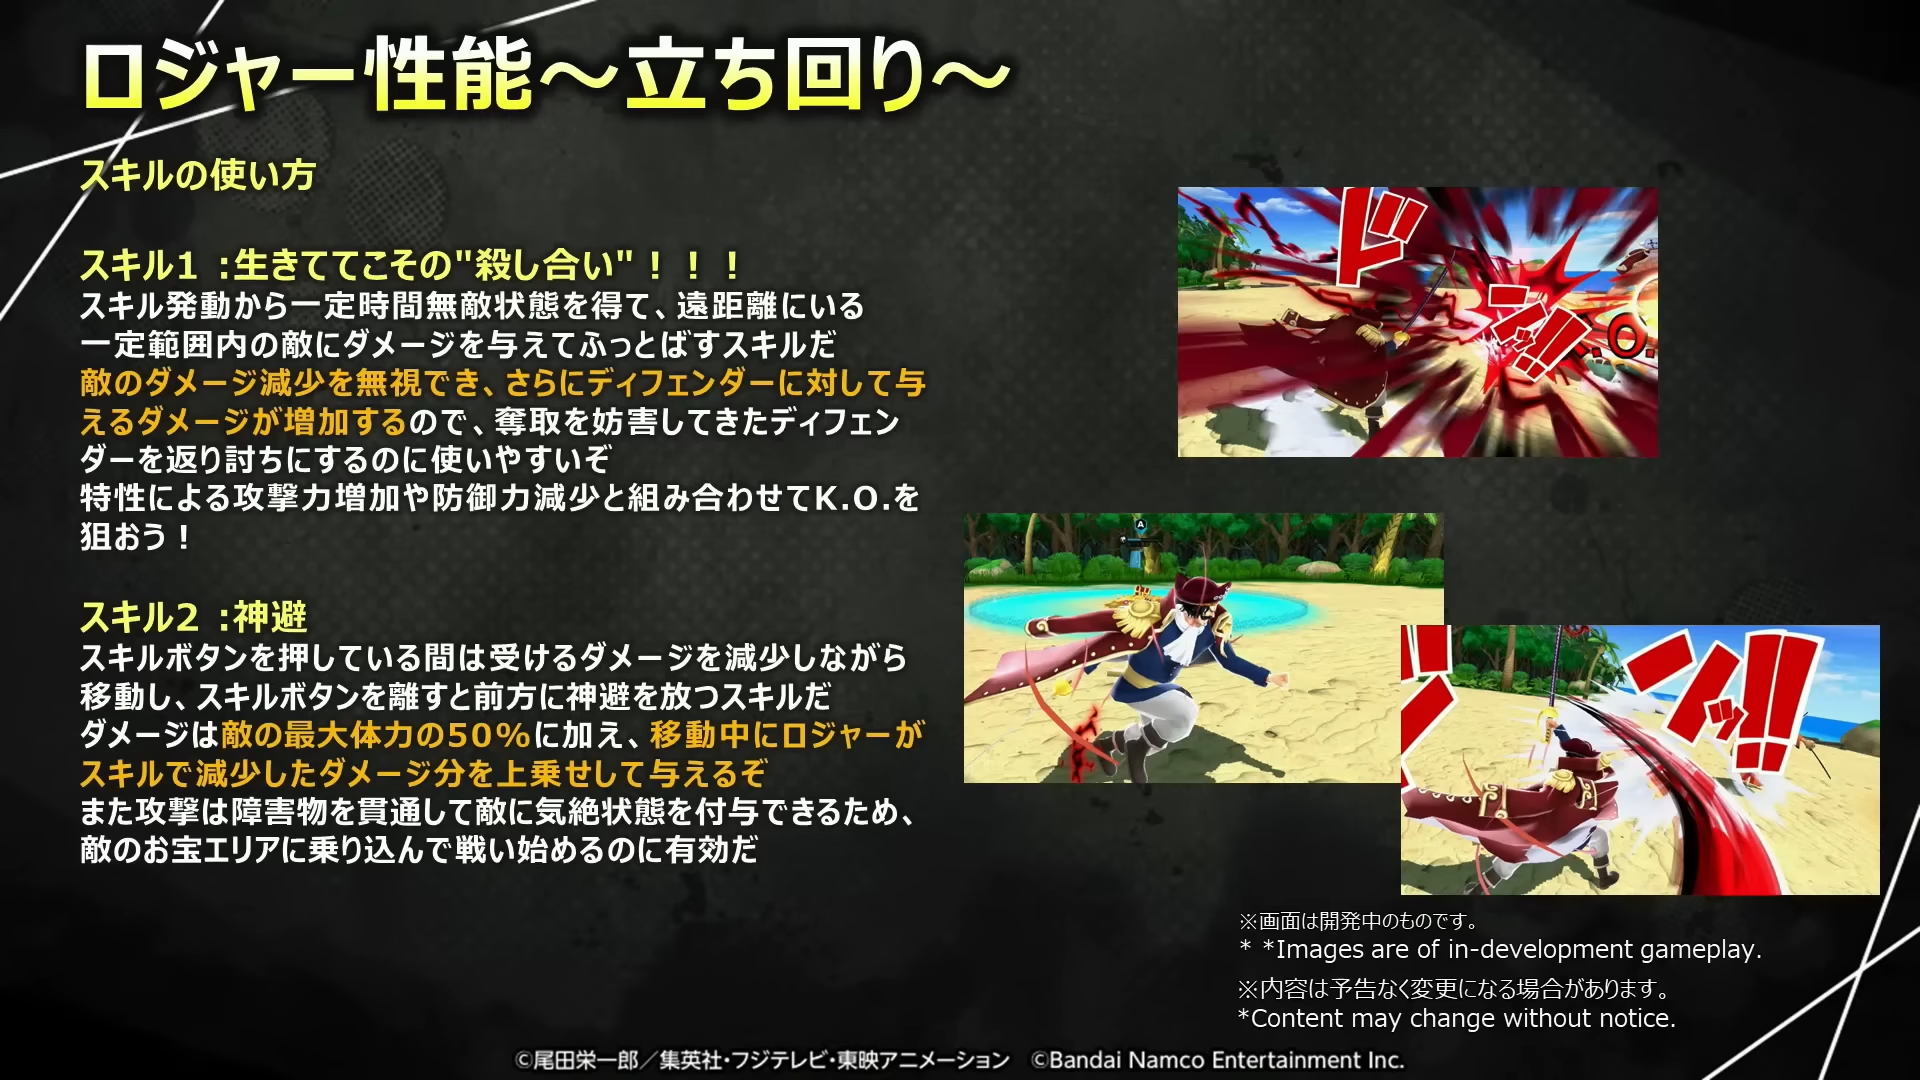 ロジャー性能～立ち回り～
スキルの使い方
スキル1 :生きててこその"殺し合い"！！！
スキル発動から一定時間無敵状態を得て、遠距離にいる
一定範囲内の敵にダメージを与えてふっとばすスキルだ
敵のダメージ減少を無視でき、さらにディフェンダーに対して与
えるダメージが増加するので、奪取を妨害してきたディフェン
ダーを返り討ちにするのに使いやすいぞ
特性による攻撃力増加や防御力減少と組み合わせてK.O.を
狙おう！
スキル2 :神避
スキルボタンを押している間は受けるダメージを減少しながら
移動し、スキルボタンを離すと前方に神避を放つスキルだ
ダメージは敵の最大体力の50%に加え、移動中にロジャーが
スキルで減少したダメージ分を上乗せして与えるぞ
また攻撃は障害物を貫通して敵に気絶状態を付与できるため、
敵のお宝エリアに乗り込んで戦い始めるのに有効だ
ド
.O.
A
ン
※画面は開発中のものです。
* *Images are of in-development gameplay.
※内容は予告なく変更になる場合があります。
*Content may change without notice.
©尾田栄一郎／集英社・フジテレビ・東映アニメーション ©Bandai Namco Entertainment Inc.